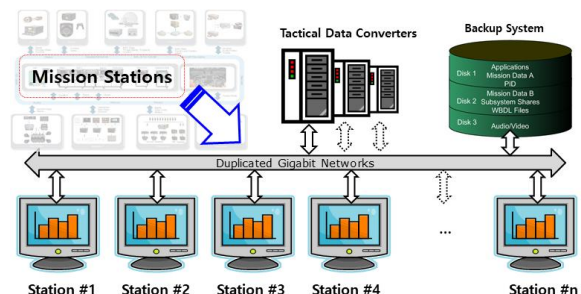 Tactical Data Converters
Backup System
Mission Stations
Disk 1
Applications
Mission Data A
PID
Disk 2
Mission Data B
Subsystem Shares
WBDL Files
Disk 3
Audio/Video
Duplicated Gigabit Networks
...
Station #1
Station #2
Station #3
Station #4
Station #n